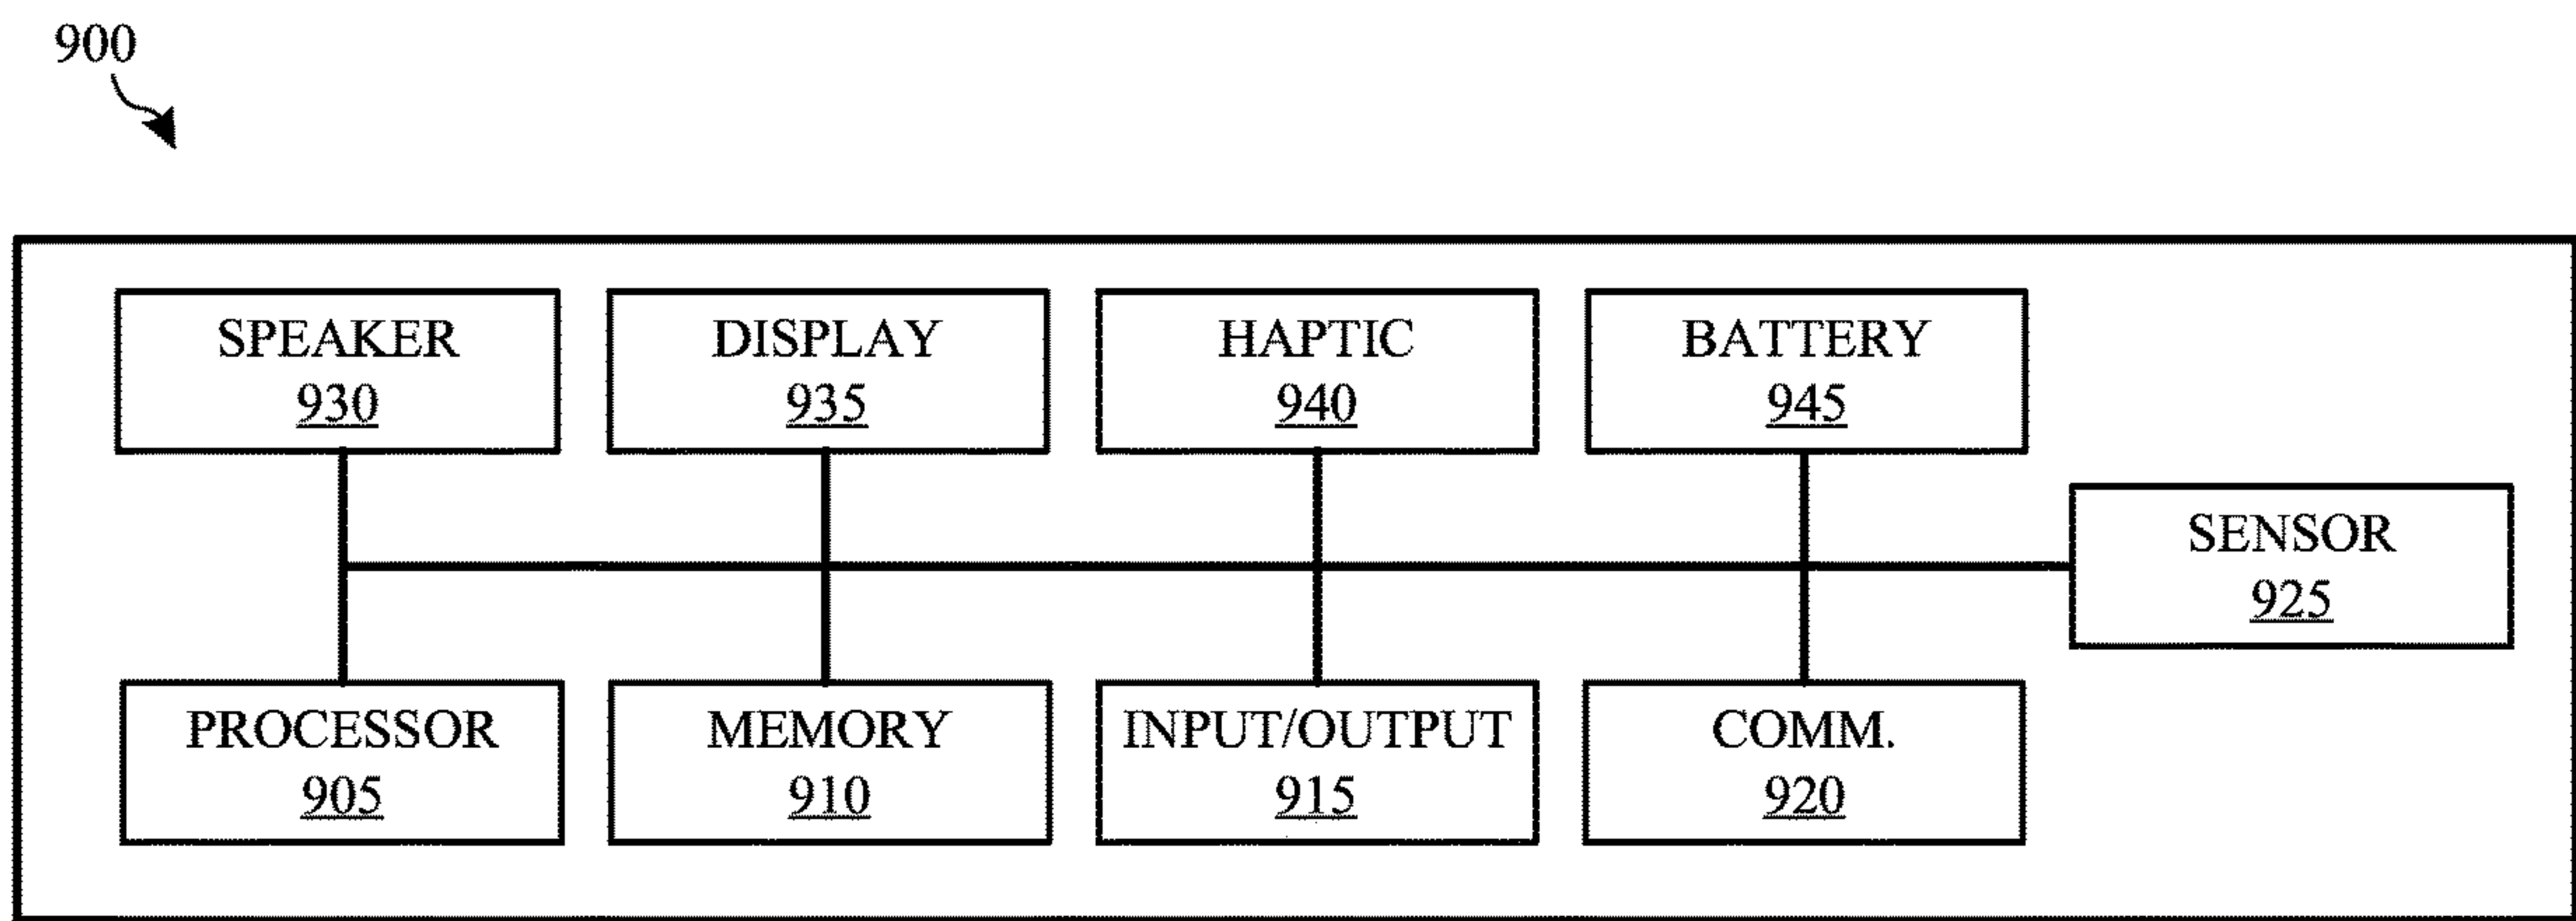 900
SPEAKER
930
DISPLAY
935
HAPTIC
940
BATTERY
945
SENSOR
925
PROCESSOR
905
MEMORY
910
INPUT/OUTPUT
915
COMM.
920